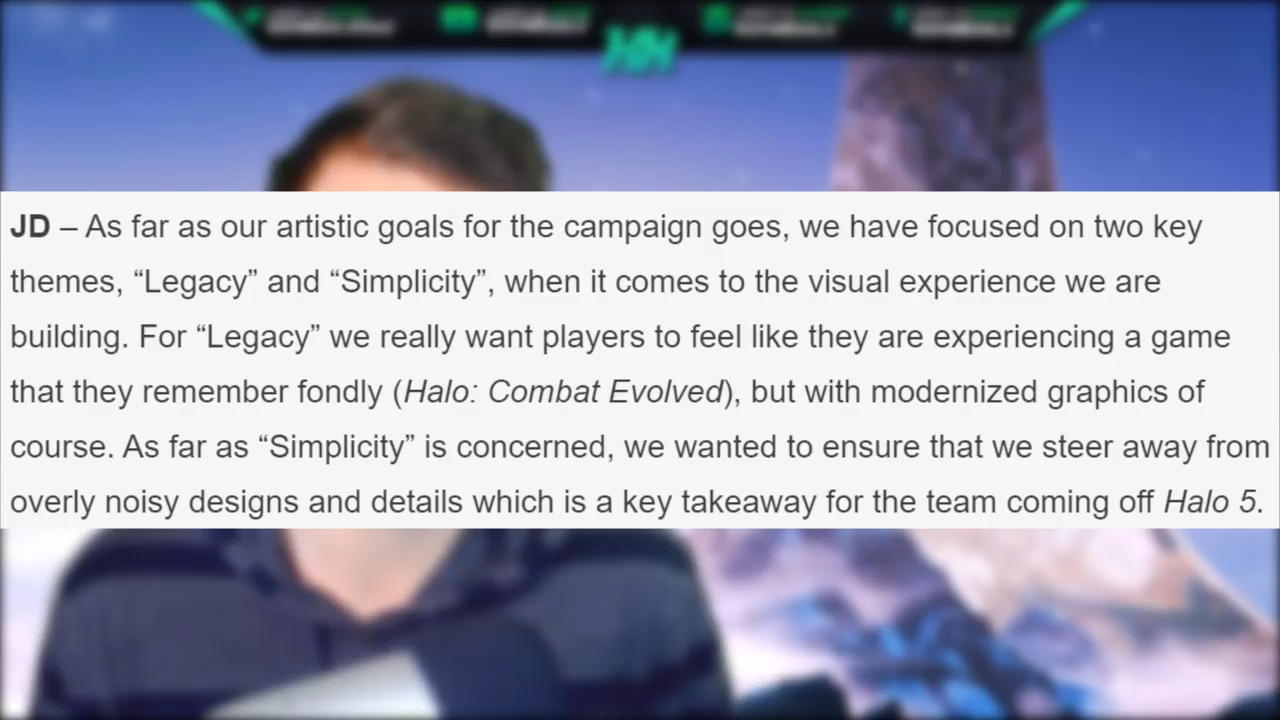 JD – As far as our artistic goals for the campaign goes, we have focused on two key
themes, “Legacy” and “Simplicity”, when it comes to the visual experience we are
building. For “Legacy” we really want players to feel like they are experiencing a game
that they remember fondly (Halo: Combat Evolved), but with modernized graphics of
course. As far as “Simplicity” is concerned, we wanted to ensure that we steer away from
overly noisy designs and details which is a key takeaway for the team coming off Halo 5.